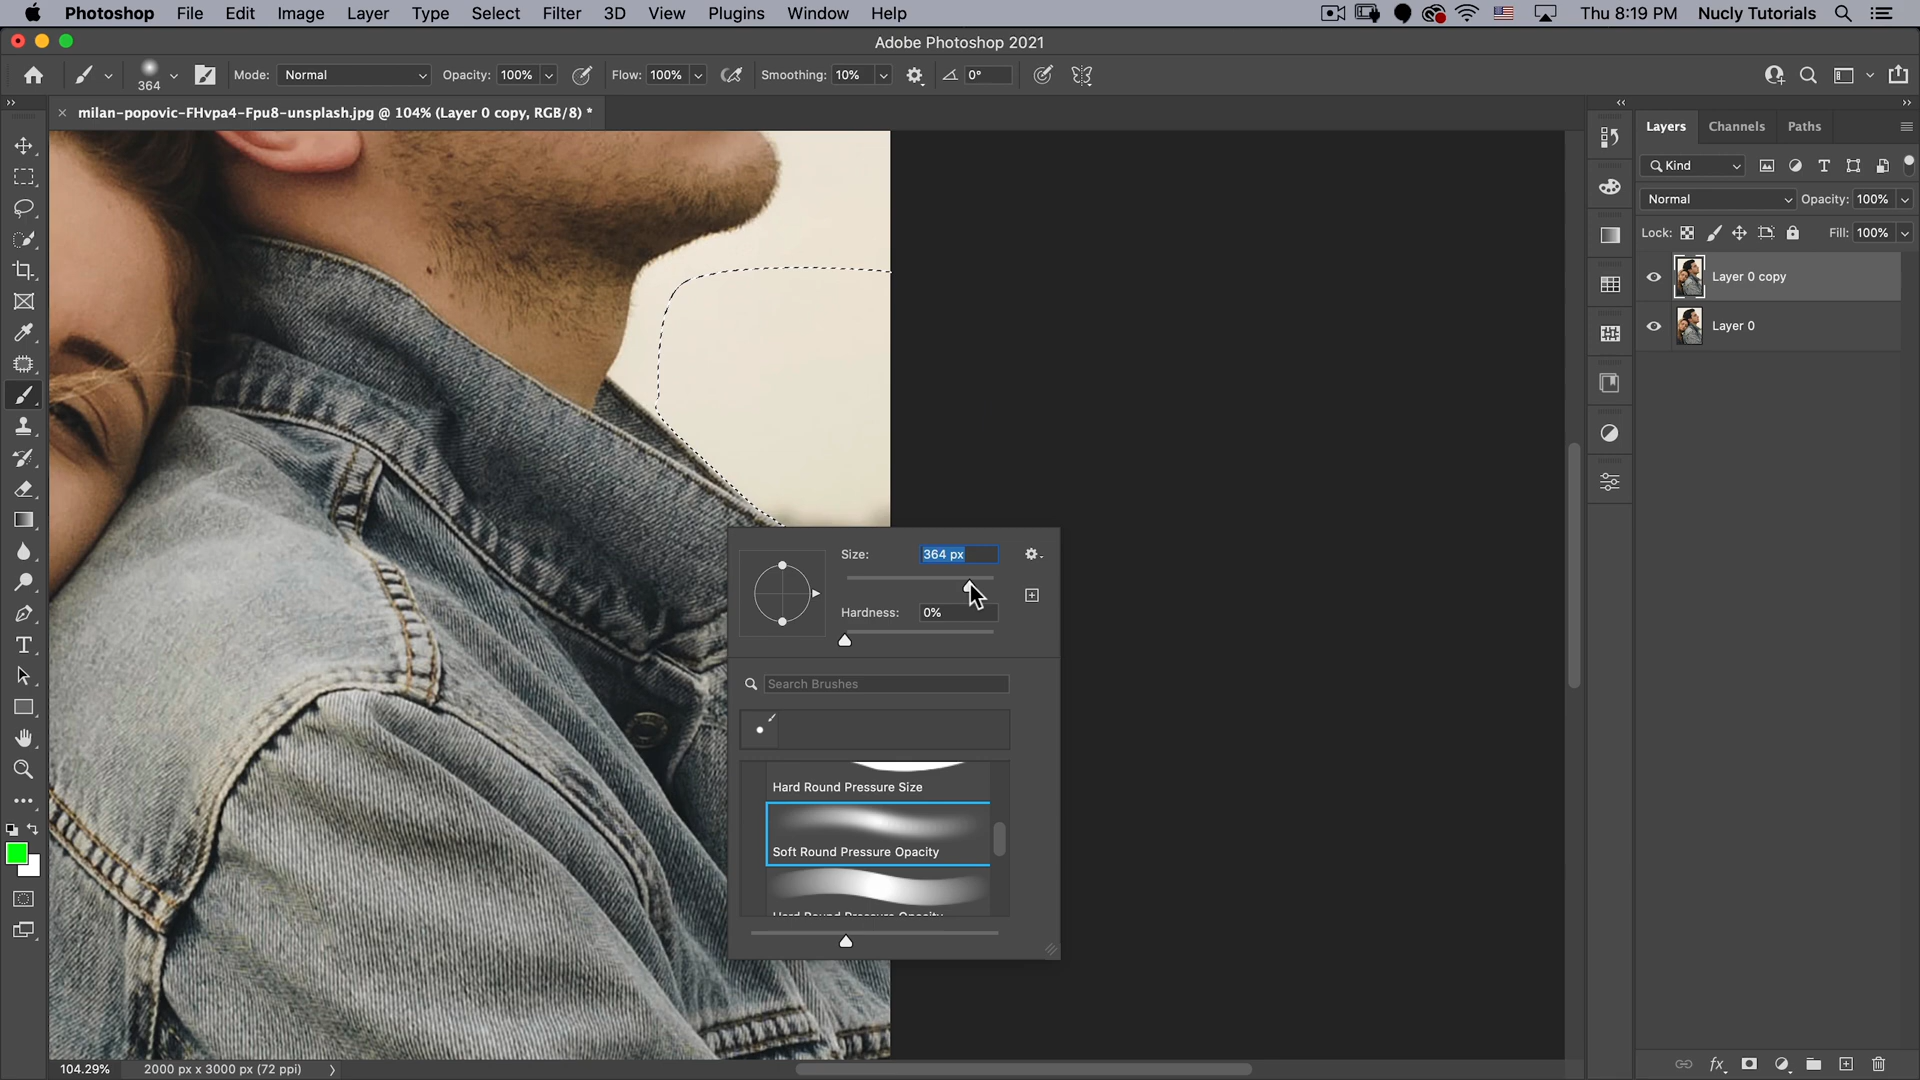 Photoshop File Edit Image Layer Type Select Filter 3D View Plugins Window Help Thu 8:19 PM Nucly Tutorials
Adobe Photoshop 2021
364 Mode: Normal Opacity: 100% Flow: 100% Smoothing: 10% 0°
milan-popovic-FHvpa4-Fpu8-unsplash.jpg @ 104% (Layer 0 copy, RGB/8) *
Layers Channels Paths
Kind
Normal Opacity: 100%
Lock: Fill: 100%
Layer 0 copy
Layer 0
Size: 364 px
Hardness: 0%
Search Brushes
Hard Round Pressure Size
Soft Round Pressure Opacity
Hard Round Pressure Opacity
104.29% 2000 px x 3000 px (72 ppi)